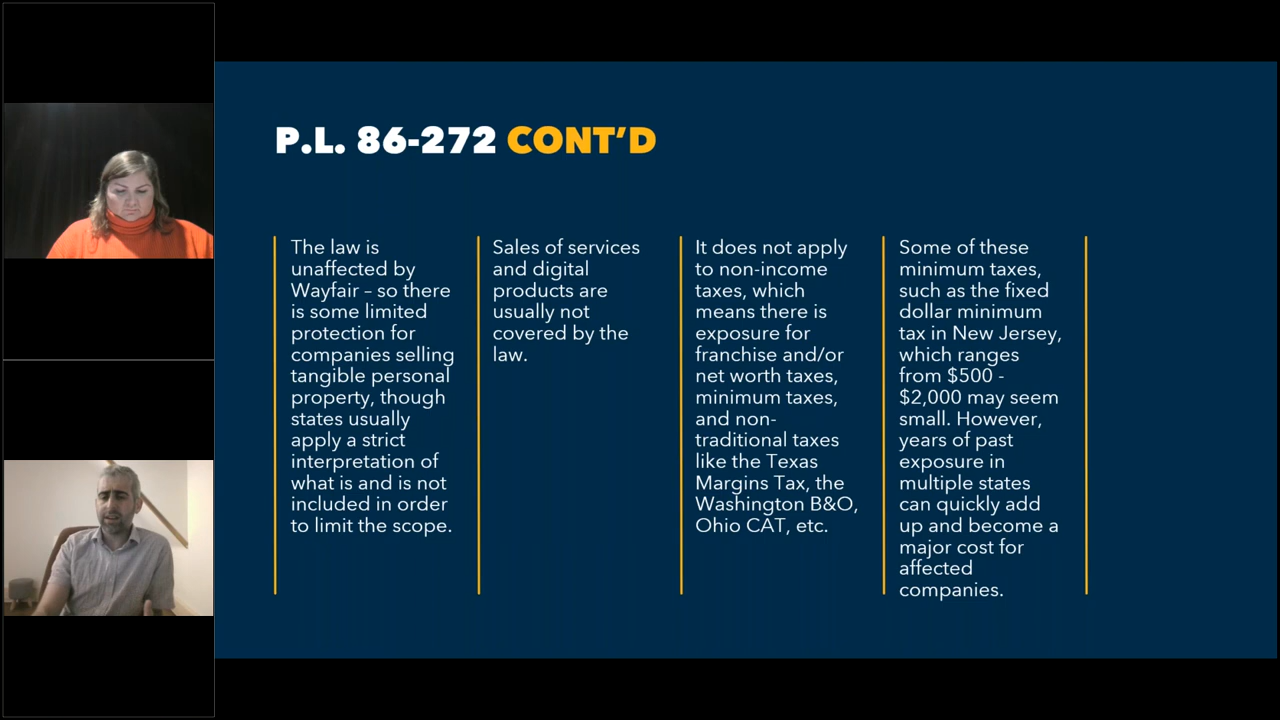 P.L. 86-272 CONT’D
The law is
unaffected by
Wayfair – so there
is some limited
protection for
companies selling
tangible personal
property, though
states usually
apply a strict
interpretation of
what is and is not
included in order
to limit the scope.
Sales of services
and digital
products are
usually not
covered by the
law.
It does not apply
to non-income
taxes, which
means there is
exposure for
franchise and/or
net worth taxes,
minimum taxes,
and non-
traditional taxes
like the Texas
Margins Tax, the
Washington B&O,
Ohio CAT, etc.
Some of these
minimum taxes,
such as the fixed
dollar minimum
tax in New Jersey,
which ranges
from $500 -
$2,000 may seem
small. However,
years of past
exposure in
multiple states
can quickly add
up and become a
major cost for
affected
companies.